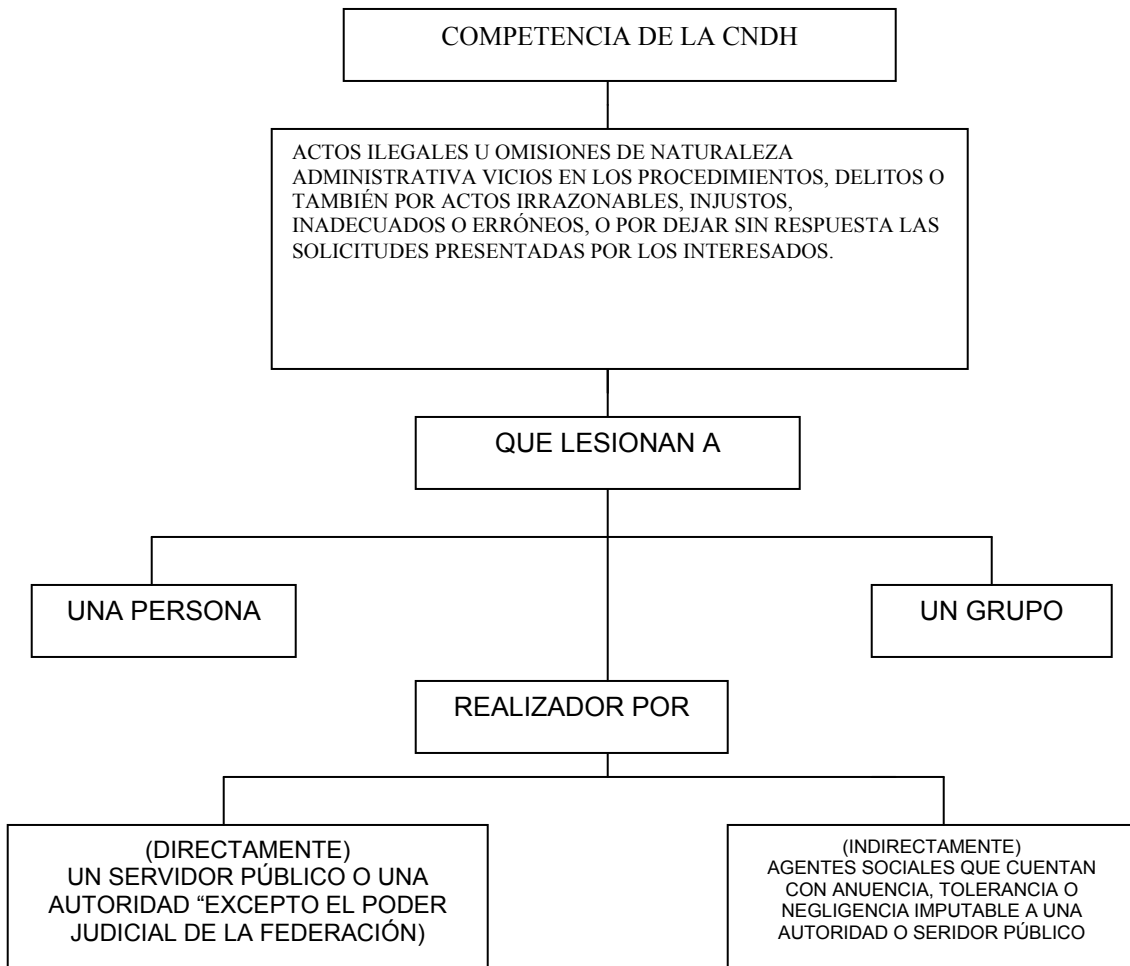 COMPETENCIA DE LA CNDH
ACTOS ILEGALES U OMISIONES DE NATURALEZA
ADMINISTRATIVA VICIOS EN LOS PROCEDIMIENTOS, DELITOS O
TAMBIÉN POR ACTOS IRRAZONABLES, INJUSTOS,
INADECUADOS O ERRÓNEOS, O POR DEJAR SIN RESPUESTA LAS
SOLICITUDES PRESENTADAS POR LOS INTERESADOS.
QUE LESIONAN A
UNA PERSONA
UN GRUPO
REALIZADOR POR
(DIRECTAMENTE)
UN SERVIDOR PÚBLICO O UNA
AUTORIDAD “EXCEPTO EL PODER
JUDICIAL DE LA FEDERACIÓN)
(INDIRECTAMENTE)
AGENTES SOCIALES QUE CUENTAN
CON ANUENCIA, TOLERANCIA O
NEGLIGENCIA IMPUTABLE A UNA
AUTORIDAD O SERIDOR PÚBLICO